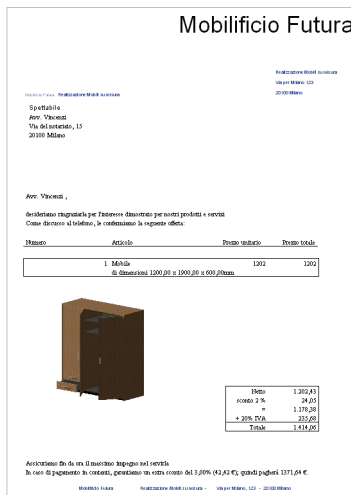 Mobilificio Futura
Realizzazione Mobili su misura
Via per Milano 123
20100 Milano
Mobilificio Futura Realizzazione Mobili su misura
Spettabile
Avv. Vincenzi
Via del notariato, 15
20100 Milano
Avv. Vincenzi ,
desideriamo ringraziarla per l'interesse dimostrato per nostri prodotti e servizi
Come discusso al telefono, le confermiamo la seguente offerta:
Numero Articolo Prezzo unitario Prezzo totale
1 Mobile 1202 1202
di dimensioni 1200,00 x 1900,00 x 600,00mm
Netto 1.202,43
sconto 2 % 24,05
= 1.178,38
+ 20% IVA 235,68
Totale 1.414,06
Assicuriamo fin da ora il massimo impegno nel servirla
In caso di pagamento in contanti, garantiamo un extra sconto del 3,00% (42,42 €); quindi pagherà 1371,64 €.
Mobilificio Futura Realizzazione Mobili su misura - Via per Milano 123 - 20100 Milano